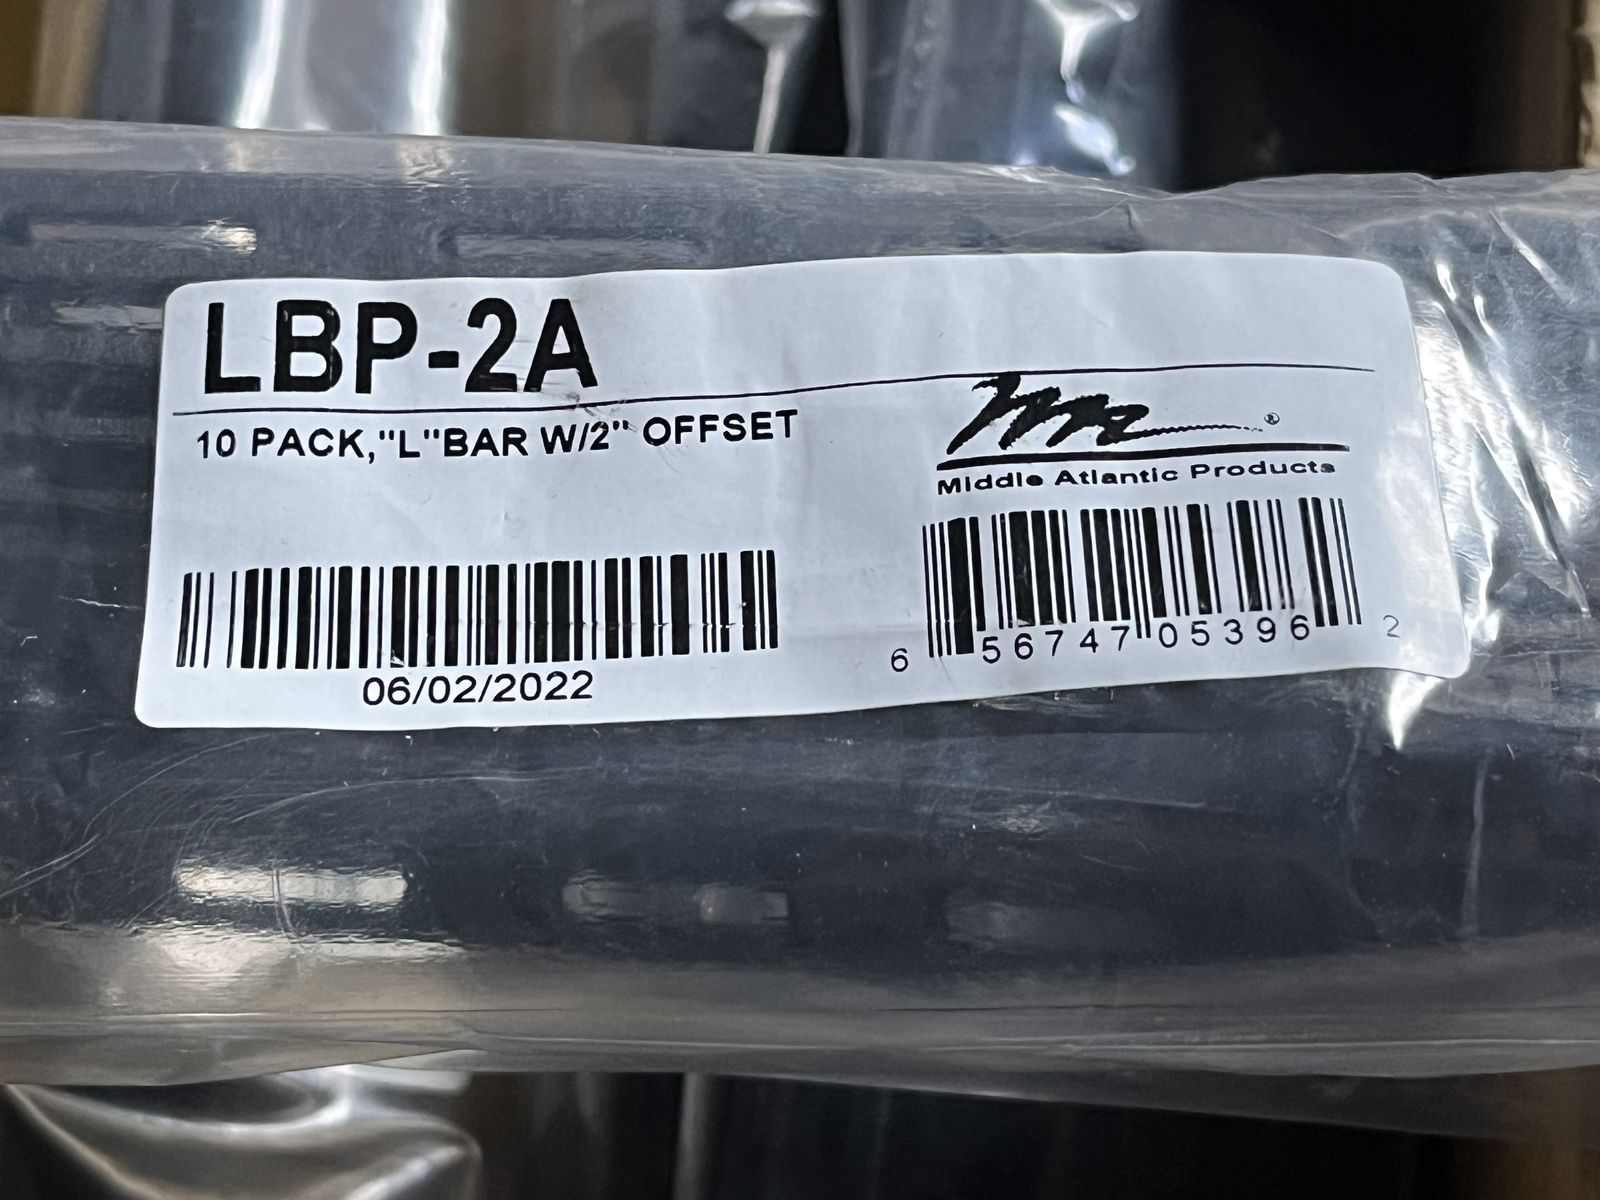 LBP-2A
10 PACK,"L"BAR W/2" OFFSET
®
Middle Atlantic Products
06/02/2022
6 56747 05396 2